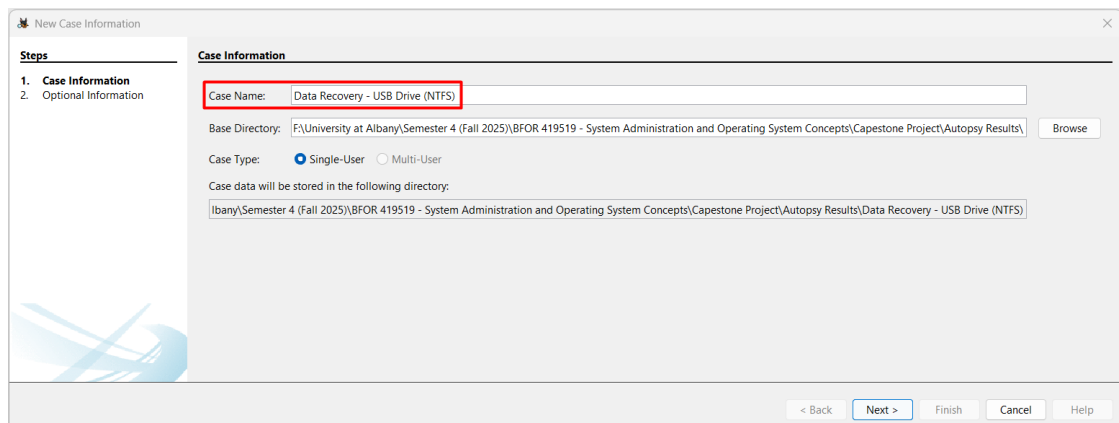 New Case Information
Steps
1. Case Information
2. Optional Information
Case Information
Case Name: Data Recovery - USB Drive (NTFS)
Base Directory: F:\University at Albany\Semester 4 (Fall 2025)\BFOR 419519 - System Administration and Operating System Concepts\Capestone Project\Autopsy Results\ Browse
Case Type: Single-User Multi-User
Case data will be stored in the following directory:
lbany\Semester 4 (Fall 2025)\BFOR 419519 - System Administration and Operating System Concepts\Capestone Project\Autopsy Results\Data Recovery - USB Drive (NTFS)
< Back Next > Finish Cancel Help